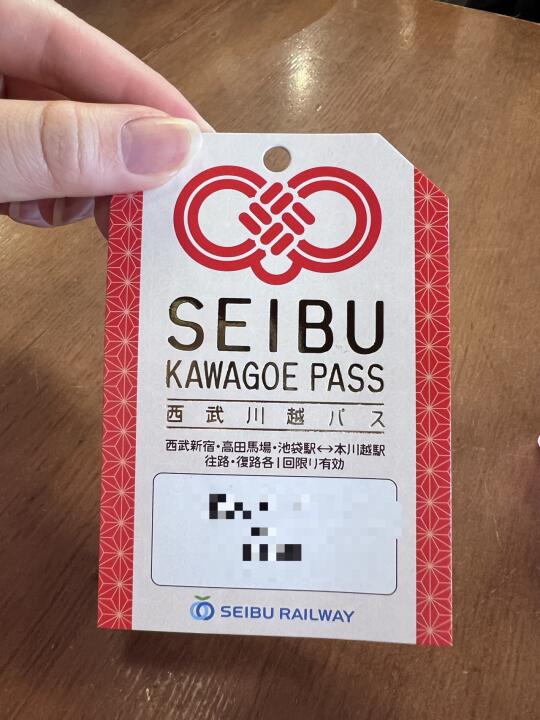 SEIBU
KAWAGOE PASS
西武川越パス
西武新宿・高田馬場・池袋駅↔本川越駅
往路・復路各1回限り有効
SEIBU RAILWAY